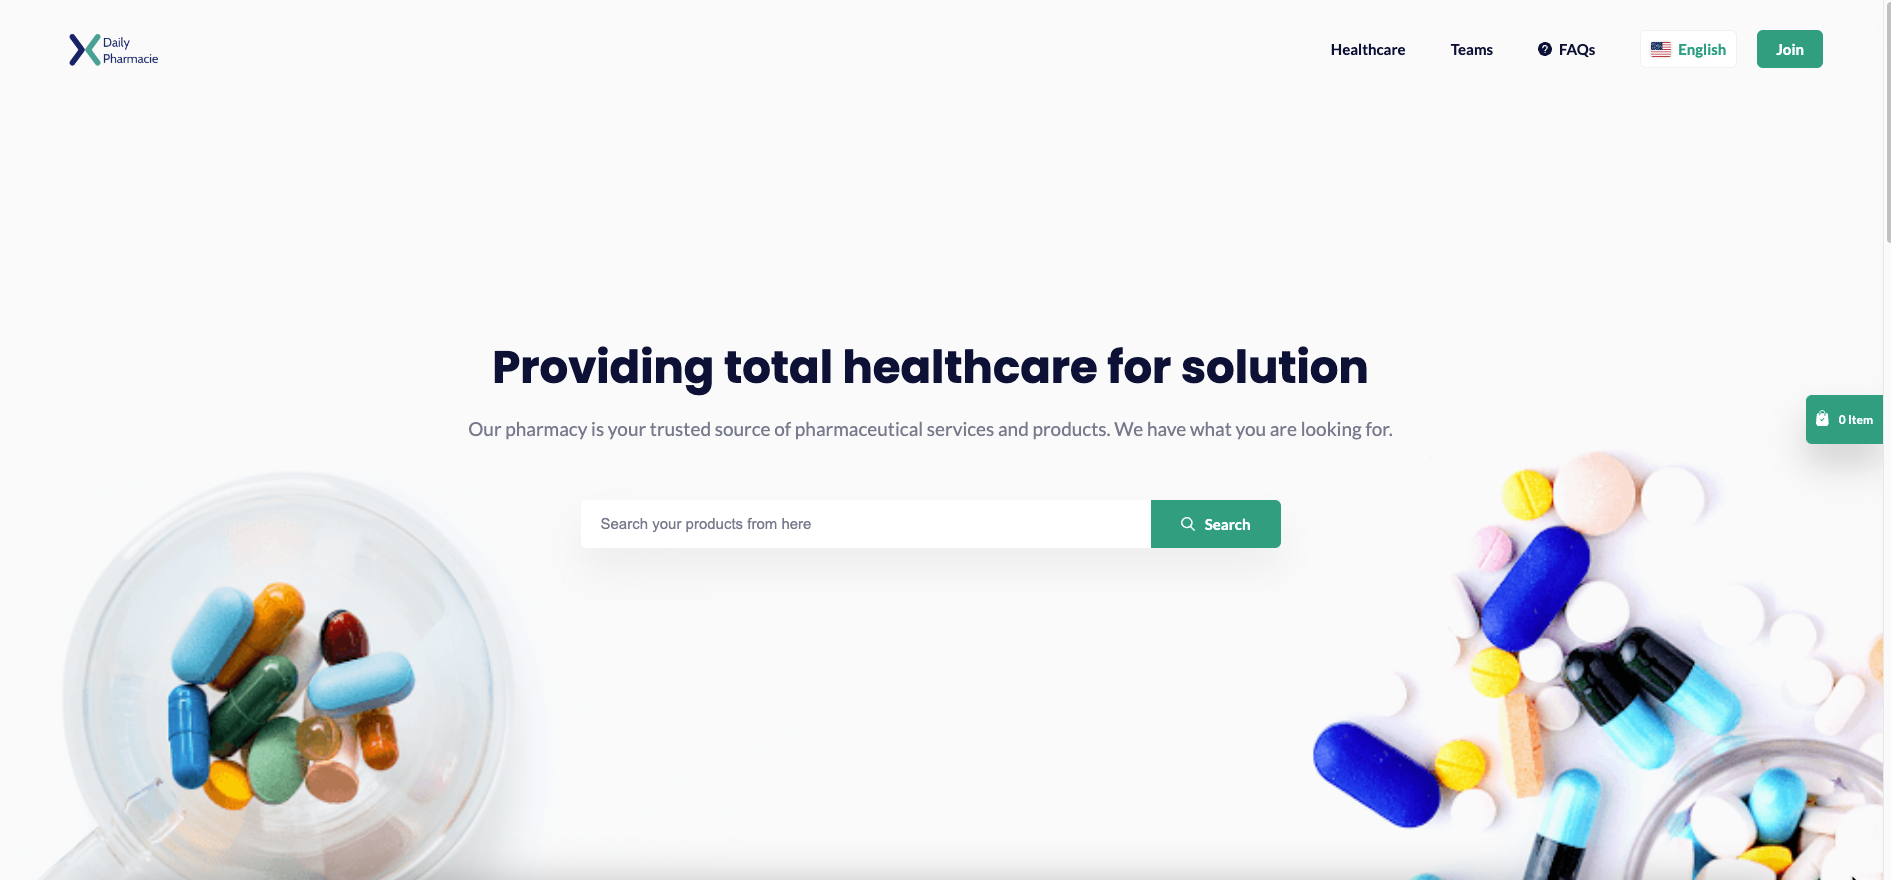 Daily
Pharmacie
Healthcare
Teams
FAQs
English
Join
Providing total healthcare for solution
Our pharmacy is your trusted source of pharmaceutical services and products. We have what you are looking for.
0 Item
Search your products from here
Search